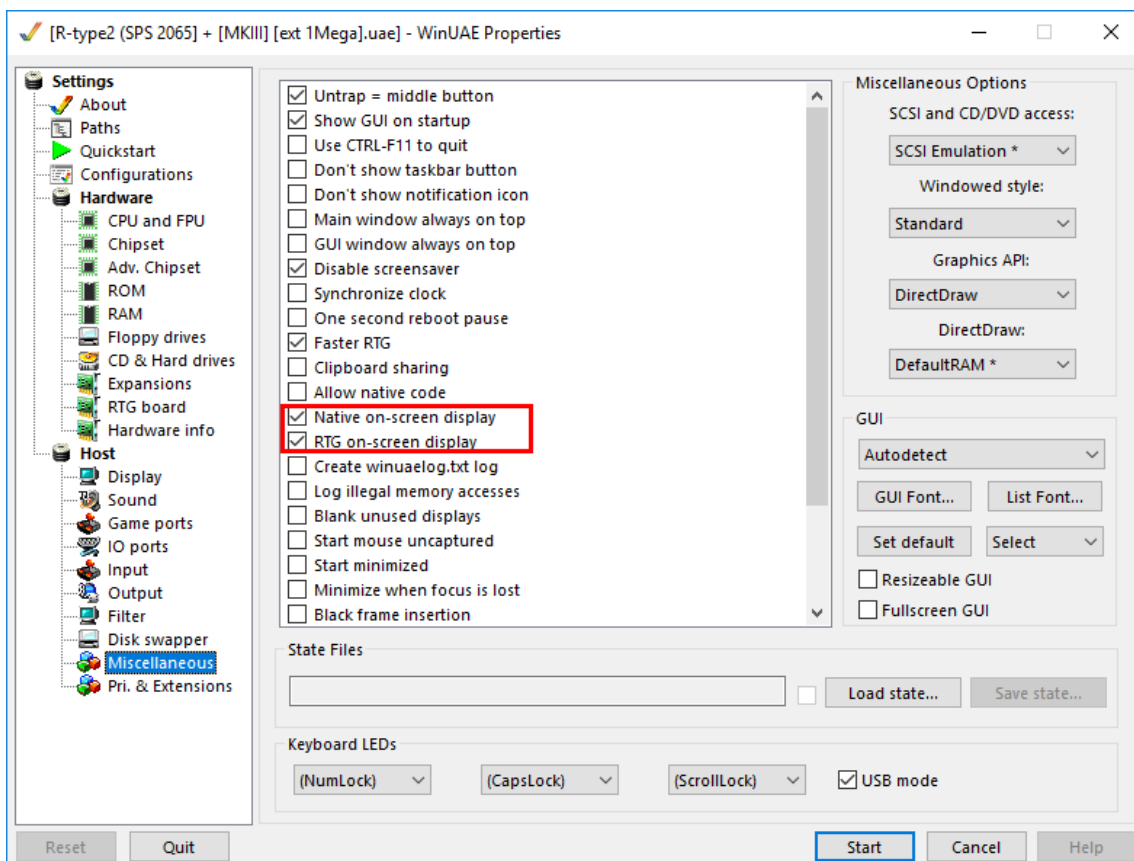 [R-type2 (SPS 2065) + [MKIII] [ext 1Mega].uae] - WinUAE Properties
Settings
About
Paths
Quickstart
Configurations
Hardware
CPU and FPU
Chipset
Adv. Chipset
ROM
RAM
Floppy drives
CD & Hard drives
Expansions
RTG board
Hardware info
Host
Display
Sound
Game ports
IO ports
Input
Output
Filter
Disk swapper
Miscellaneous
Pri. & Extensions
Untrap = middle button
Show GUI on startup
Use CTRL-F11 to quit
Don't show taskbar button
Don't show notification icon
Main window always on top
GUI window always on top
Disable screensaver
Synchronize clock
One second reboot pause
Faster RTG
Clipboard sharing
Allow native code
Native on-screen display
RTG on-screen display
Create winuaelog.txt log
Log illegal memory accesses
Blank unused displays
Start mouse uncaptured
Start minimized
Minimize when focus is lost
Black frame insertion
Miscellaneous Options
SCSI and CD/DVD access:
SCSI Emulation *
Windowed style:
Standard
Graphics API:
DirectDraw
DirectDraw:
DefaultRAM *
GUI
Autodetect
GUI Font... List Font...
Set default Select
Resizeable GUI
Fullscreen GUI
State Files
Load state... Save state...
Keyboard LEDs
(NumLock) (CapsLock) (ScrollLock) USB mode
Reset Quit Start Cancel Help